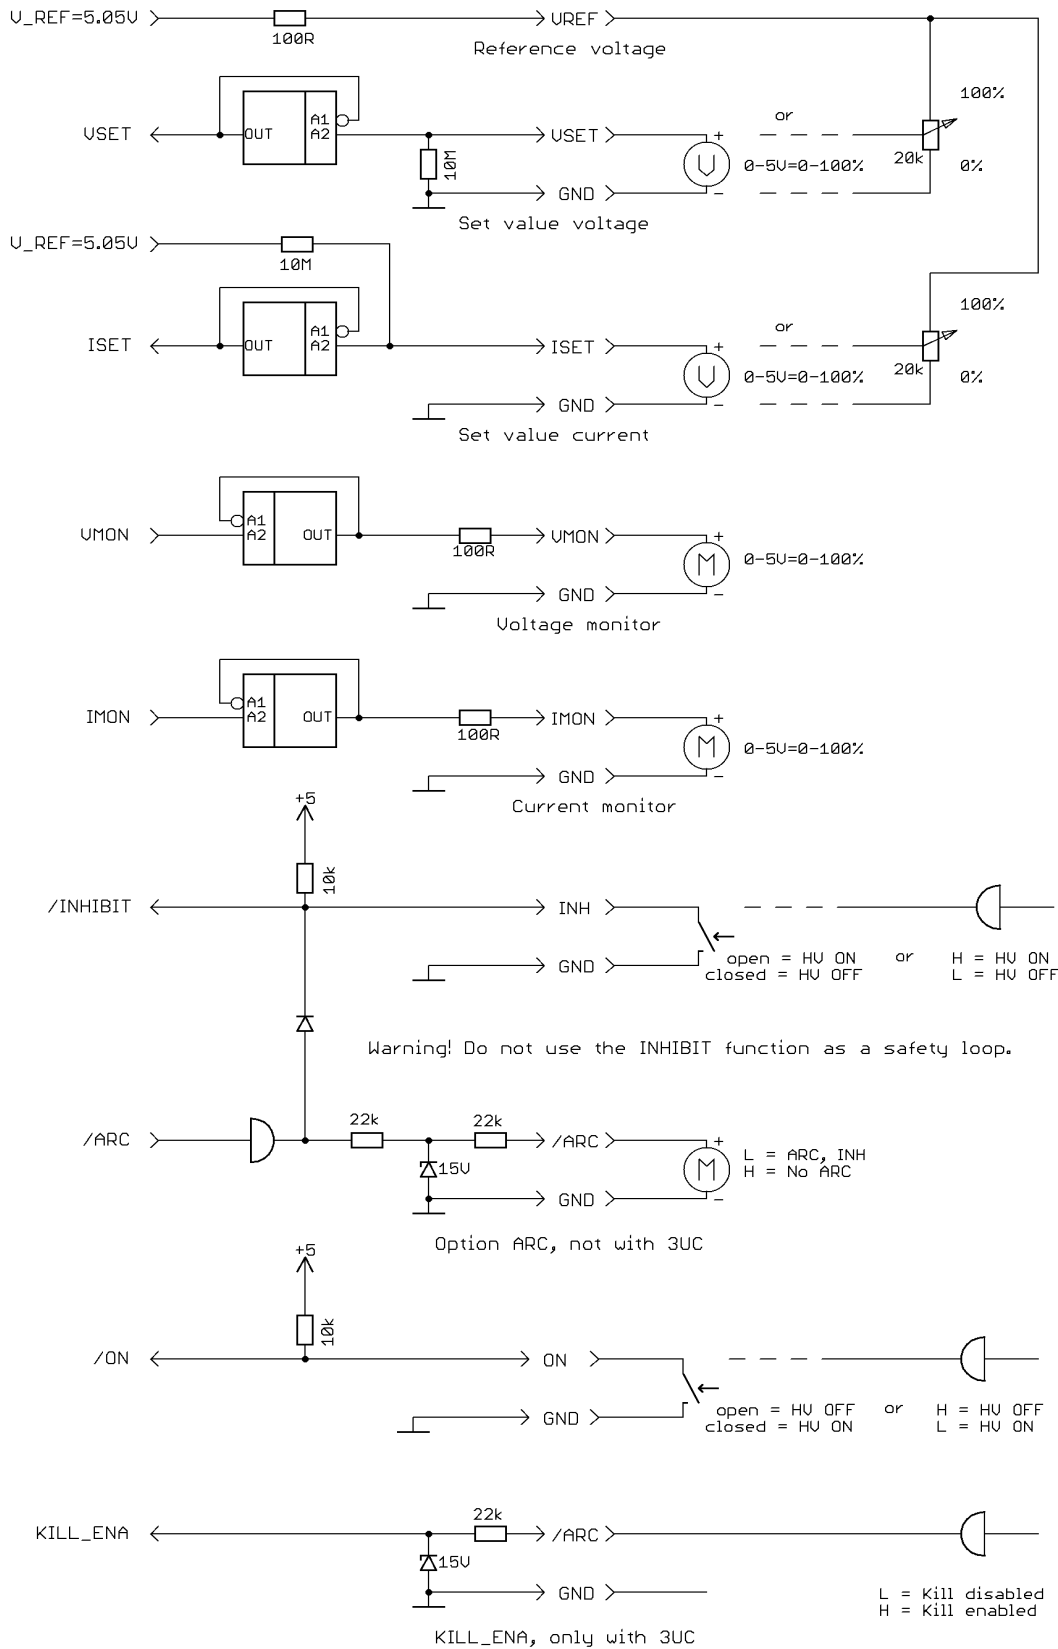 V_REF=5.05V
100R
VREF
Reference voltage
100%
or
VSET
OUT
A1
A2
VSET
+
10M
20k
0-5V=0-100%
0%
V
GND
-
Set value voltage
V_REF=5.05V
10M
100%
or
ISET
OUT
A1
A2
ISET
+
20k
0-5V=0-100%
0%
V
GND
-
Set value current
VMON
A1
A2
OUT
100R
VMON
+
M
0-5V=0-100%
GND
-
Voltage monitor
IMON
A1
A2
OUT
100R
IMON
+
M
0-5V=0-100%
GND
-
Current monitor
+5
10k
/INHIBIT
INH
GND
open = HV ON
closed = HV OFF
or
H = HV ON
L = HV OFF
Warning! Do not use the INHIBIT function as a safety loop.
/ARC
22k
22k
/ARC
+
15V
M
L = ARC, INH
H = No ARC
GND
-
Option ARC, not with 3UC
+5
10k
/ON
ON
GND
open = HV OFF
closed = HV ON
or
H = HV OFF
L = HV ON
KILL_ENA
22k
/ARC
15V
GND
L = Kill disabled
H = Kill enabled
KILL_ENA, only with 3UC